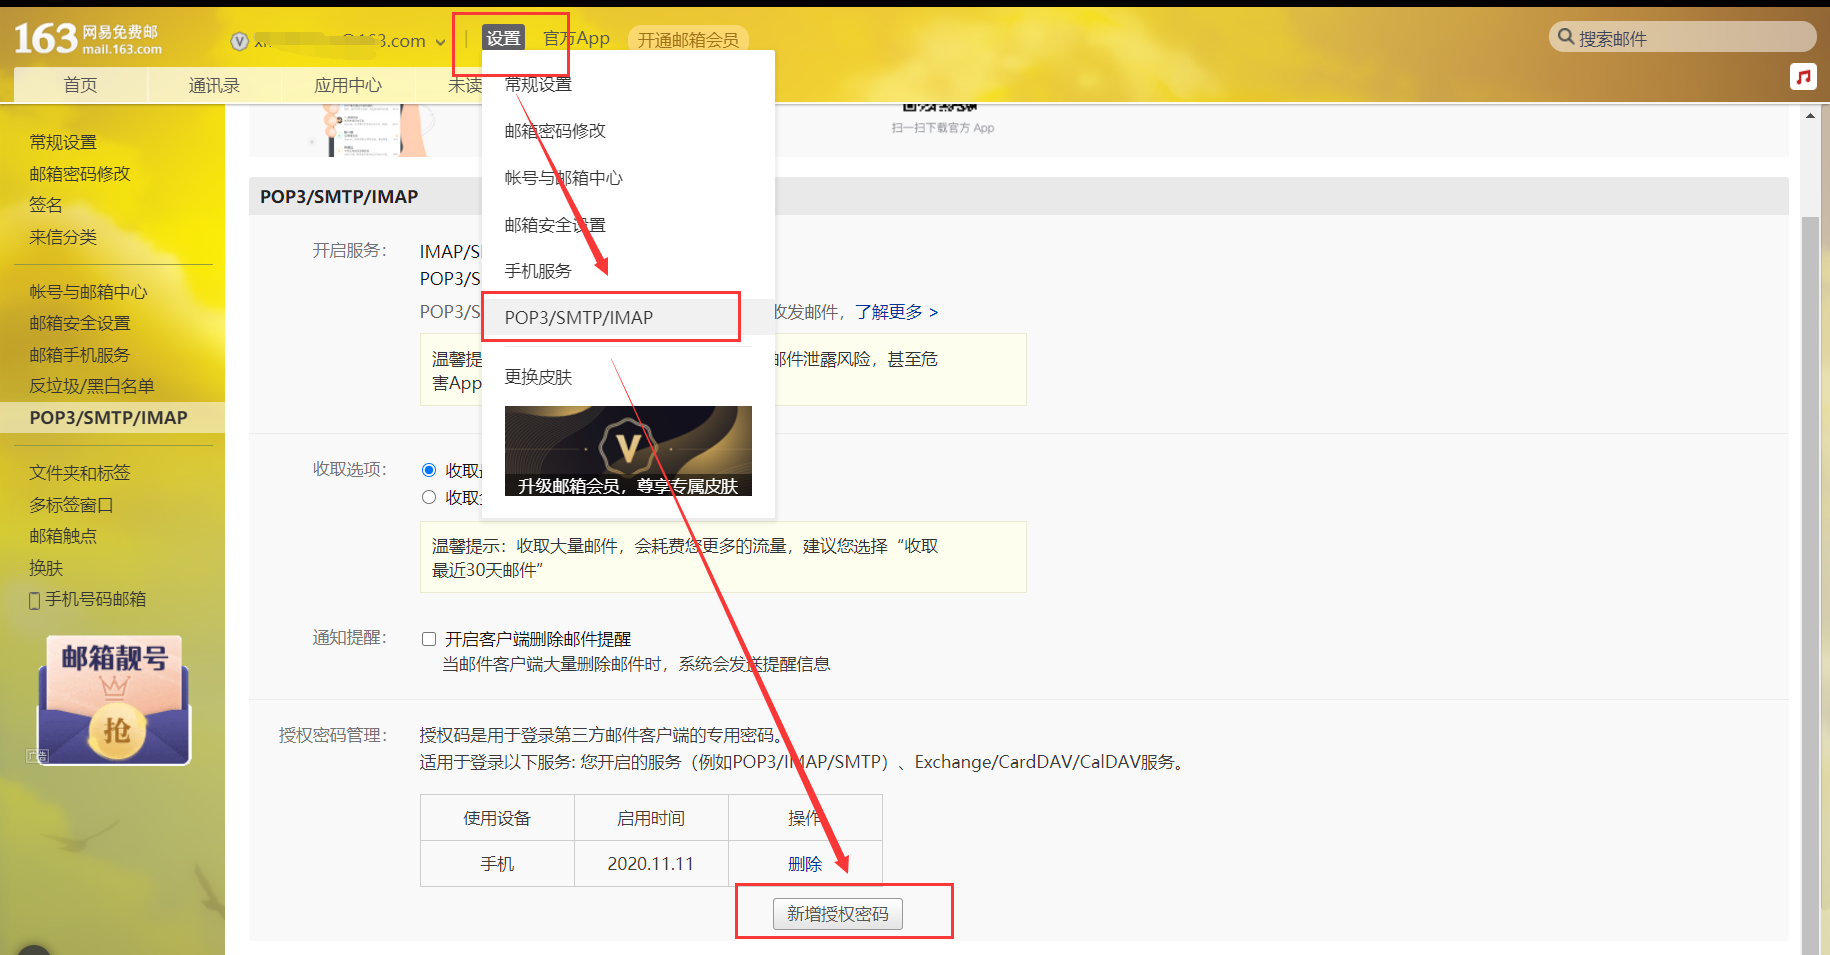 163 网易免费邮
mail.163.com
3.com
设置
官方App
开通邮箱会员
搜索邮件
首页
通讯录
应用中心
未读
常规设置
邮箱密码修改
帐号与邮箱中心
邮箱安全设置
手机服务
POP3/SMTP/IMAP
更换皮肤
V
升级邮箱会员，尊享专属皮肤
常规设置
邮箱密码修改
签名
来信分类
帐号与邮箱中心
邮箱安全设置
邮箱手机服务
反垃圾/黑白名单
POP3/SMTP/IMAP
文件夹和标签
多标签窗口
邮箱触点
换肤
手机号码邮箱
邮箱靓号
抢
广告
扫一扫下载官方 App
POP3/SMTP/IMAP
开启服务：
IMAP/S
POP3/S
POP3/S 收发邮件，了解更多 >
温馨提 邮件泄露风险，甚至危
害App
收取选项：
收取
收取
温馨提示：收取大量邮件，会耗费您更多的流量，建议您选择“收取
最近30天邮件”
通知提醒：
开启客户端删除邮件提醒
当邮件客户端大量删除邮件时，系统会发送提醒信息
授权密码管理：
授权码是用于登录第三方邮件客户端的专用密码。
适用于登录以下服务: 您开启的服务（例如POP3/IMAP/SMTP）、Exchange/CardDAV/CalDAV服务。
使用设备 启用时间 操作
手机 2020.11.11 删除
新增授权密码